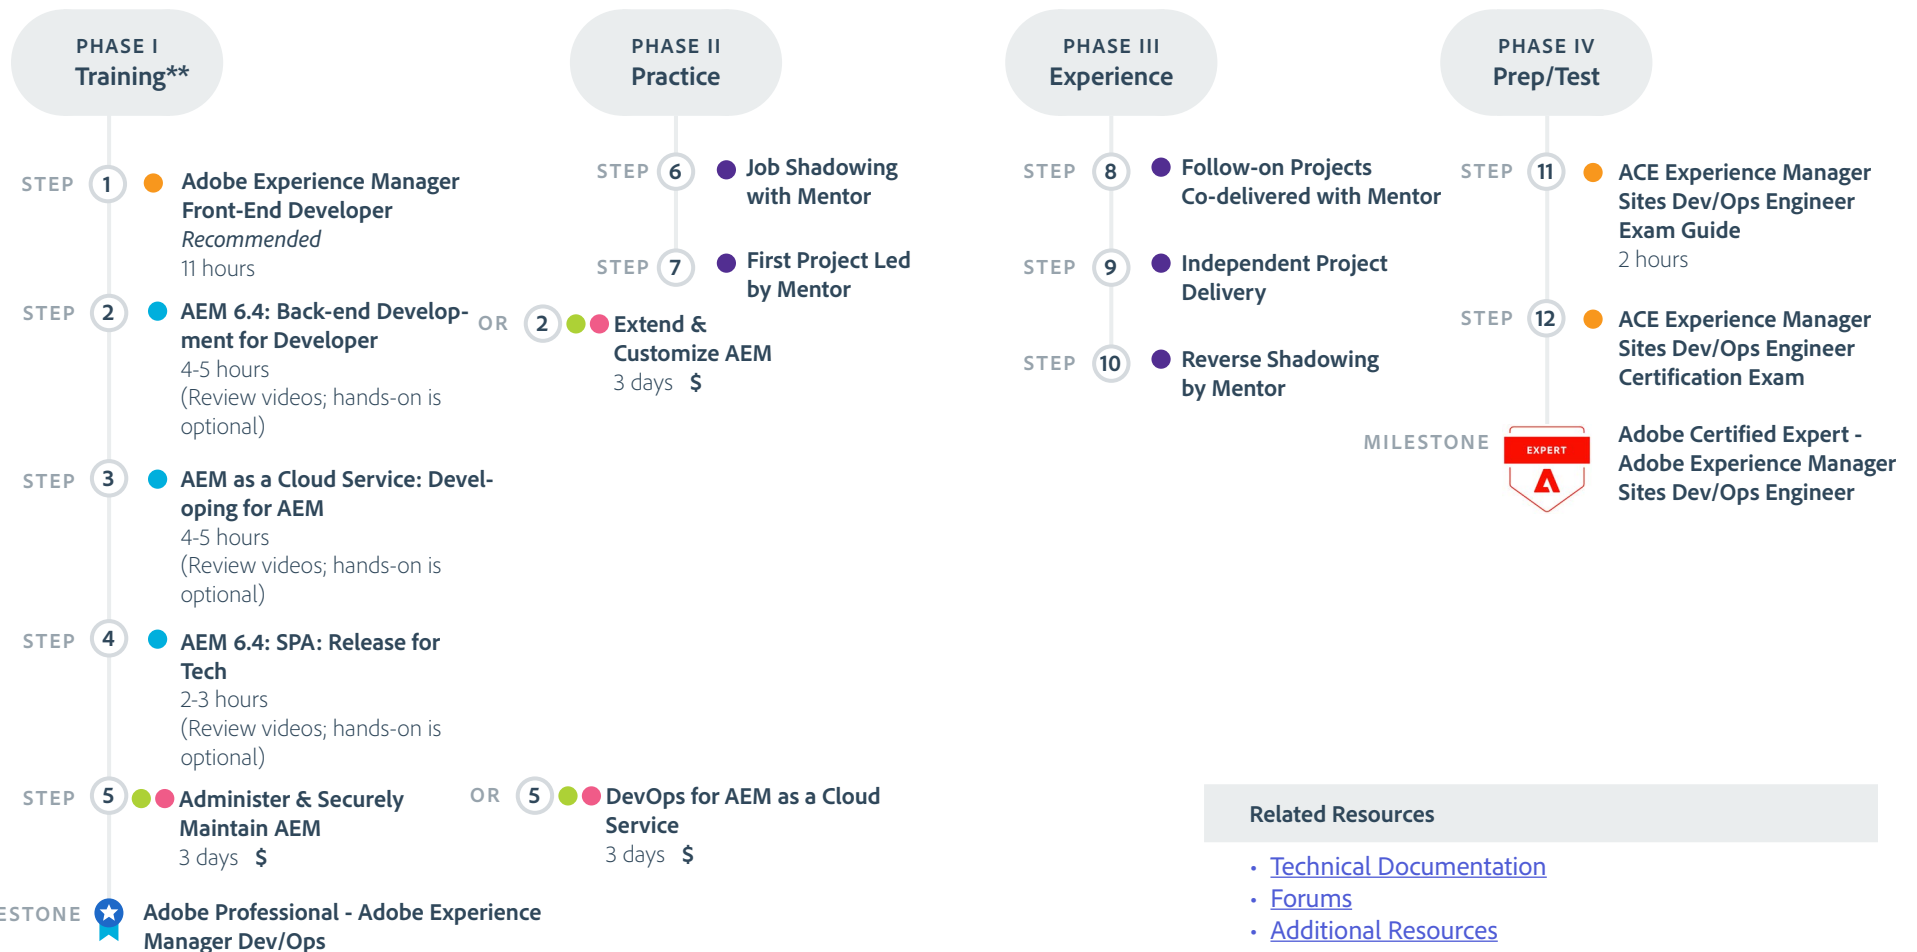 PHASE I
Training**
STEP 1 Adobe Experience Manager
Front-End Developer
Recommended
11 hours
STEP 2 AEM 6.4: Back-end Develop-
ment for Developer
4-5 hours
(Review videos; hands-on is
optional)
OR 2 Extend &
Customize AEM
3 days $
STEP 3 AEM as a Cloud Service: Devel-
oping for AEM
4-5 hours
(Review videos; hands-on is
optional)
STEP 4 AEM 6.4: SPA: Release for
Tech
2-3 hours
(Review videos; hands-on is
optional)
STEP 5 Administer & Securely
Maintain AEM
3 days $
OR 5 DevOps for AEM as a Cloud
Service
3 days $
ESTONE Adobe Professional - Adobe Experience
Manager Dev/Ops
PHASE II
Practice
STEP 6 Job Shadowing
with Mentor
STEP 7 First Project Led
by Mentor
PHASE III
Experience
STEP 8 Follow-on Projects
Co-delivered with Mentor
STEP 9 Independent Project
Delivery
STEP 10 Reverse Shadowing
by Mentor
PHASE IV
Prep/Test
STEP 11 ACE Experience Manager
Sites Dev/Ops Engineer
Exam Guide
2 hours
STEP 12 ACE Experience Manager
Sites Dev/Ops Engineer
Certification Exam
MILESTONE EXPERT Adobe Certified Expert -
Adobe Experience Manager
Sites Dev/Ops Engineer
Related Resources
• Technical Documentation
• Forums
• Additional Resources